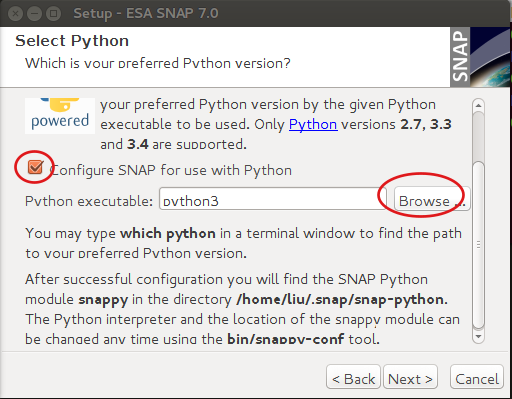 Setup - ESA SNAP 7.0
Select Python
Which is your preferred Python version?
SNAP
powered
your preferred Python version by the given Python
executable to be used. Only Python versions 2.7, 3.3
and 3.4 are supported.
Configure SNAP for use with Python
Python executable: python3 Browse ...
You may type which python in a terminal window to find the path
to your preferred Python version.
After successful configuration you will find the SNAP Python
module snappy in the directory /home/liu/.snap/snap-python.
The Python interpreter and the location of the snappy module can
be changed any time using the bin/snappy-conf tool.
< Back Next > Cancel